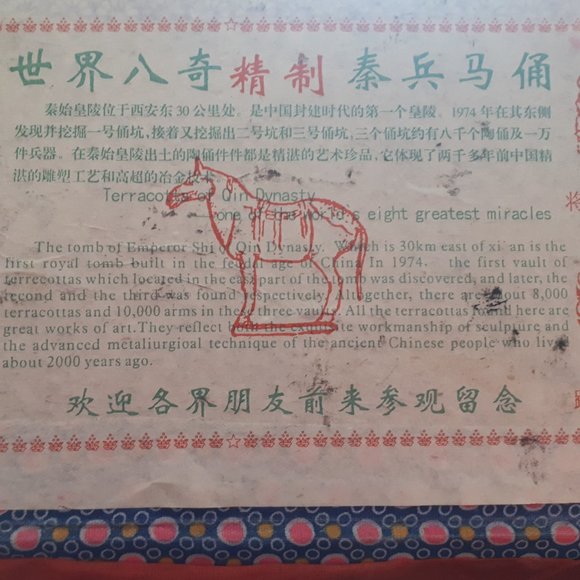 世界八奇精制秦兵马俑
秦始皇陵位于西安东30公里处。是中国封建时代的第一个皇陵。1974年在其东侧
发现并挖掘一号俑坑,接着又挖掘出二号坑和三号俑坑,三个俑坑约有八千个陶俑及一万
件兵器。在秦始皇陵出土的陶俑件件都是精湛的艺术珍品,它体现了两千多年前中国精
湛的雕塑工艺和高超的冶金技术。
Terracotta of Qin Dynasty
one of the world's eight greatest miracles
The tomb of Emperor Shi of Qin Dynasty. Which is 30km east of xi'an is the
first royal tomb built in the feudal age of China In 1974. the first vault of
terrecottas which located in the east part of the tomb was discovered, and later, the
second and the third was found respectively. Altogether, there are about 8,000
terracottas and 10,000 arms in these three vaults. All the terracottas found here are
great works of art. They reflect both the workmanship of sculpture and
the advanced metaliurgioal technique of the ancient Chinese people who live
about 2000 years ago.
欢迎各界朋友前来参观留念
将